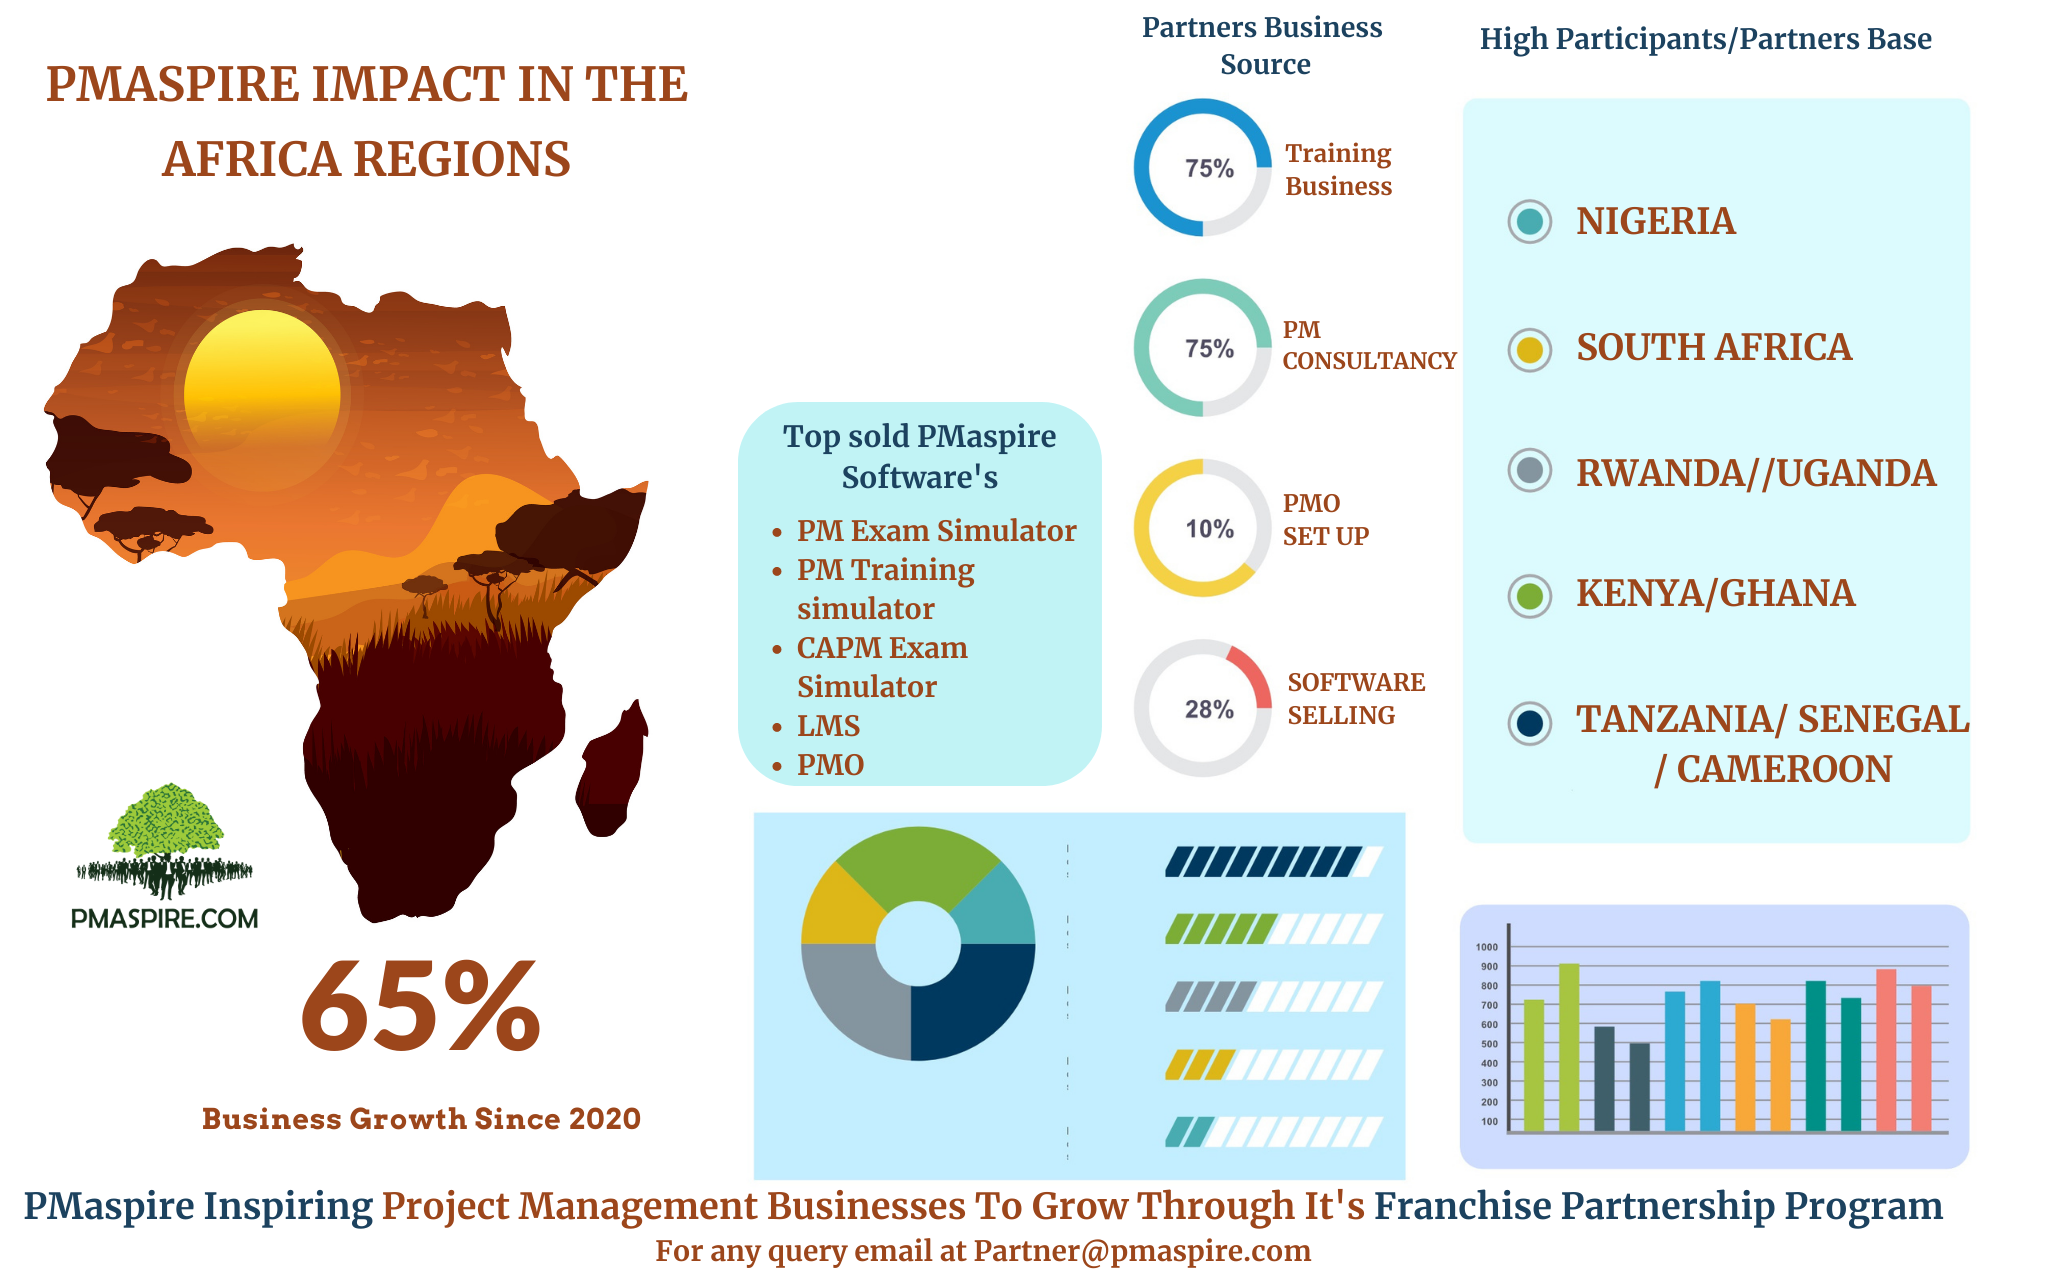 PMASPIRE IMPACT IN THE
AFRICA REGIONS
PMASPIRE.COM
65%
Business Growth Since 2020
Top sold PMaspire
Software's
• PM Exam Simulator
• PM Training
simulator
• CAPM Exam
Simulator
• LMS
• PMO
Partners Business
Source
75%
Training
Business
75%
PM
CONSULTANCY
10%
PMO
SET UP
28%
SOFTWARE
SELLING
High Participants/Partners Base
NIGERIA
SOUTH AFRICA
RWANDA//UGANDA
KENYA/GHANA
TANZANIA/ SENEGAL
/ CAMEROON
1000
900
800
700
600
500
400
300
200
100
PMaspire Inspiring Project Management Businesses To Grow Through It's Franchise Partnership Program
For any query email at Partner@pmaspire.com